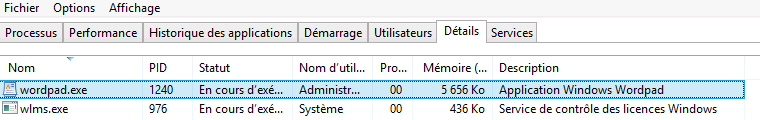 Fichier Options Affichage
Processus Performance Historique des applications Démarrage Utilisateurs Détails Services
Nom PID Statut Nom d'util... Pro... Mémoire (... Description
wordpad.exe 1240 En cours d'exé... Administr... 00 5 656 Ko Application Windows Wordpad
wlms.exe 976 En cours d'exé... Système 00 436 Ko Service de contrôle des licences Windows